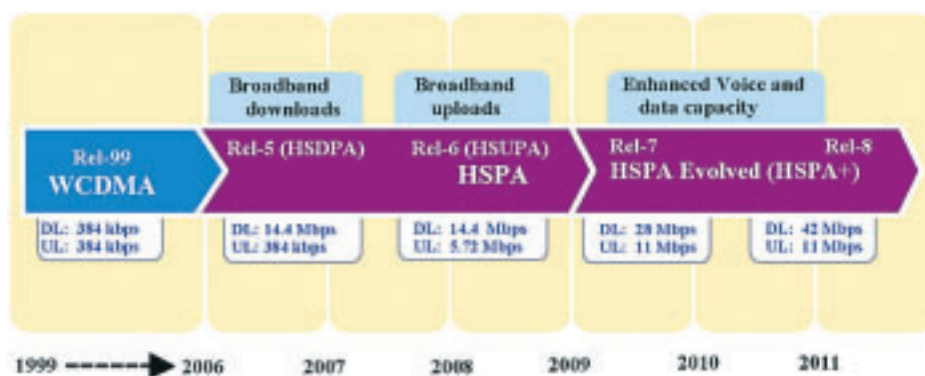 Broadband
downloads
Broadband
uploads
Enhanced Voice and
data capacity
Rel-99
WCDMA
Rel-5 (HSDPA)
Rel-6 (HSUPA)
HSPA
Rel-7
Rel-8
HSPA Evolved (HSPA+)
DL: 384 kbps
UL: 384 kbps
DL: 14.4 Mbps
UL: 384 kbps
DL: 14.4 Mbps
UL: 5.72 Mbps
DL: 28 Mbps
UL: 11 Mbps
DL: 42 Mbps
UL: 11 Mbps
1999 2006 2007 2008 2009 2010 2011